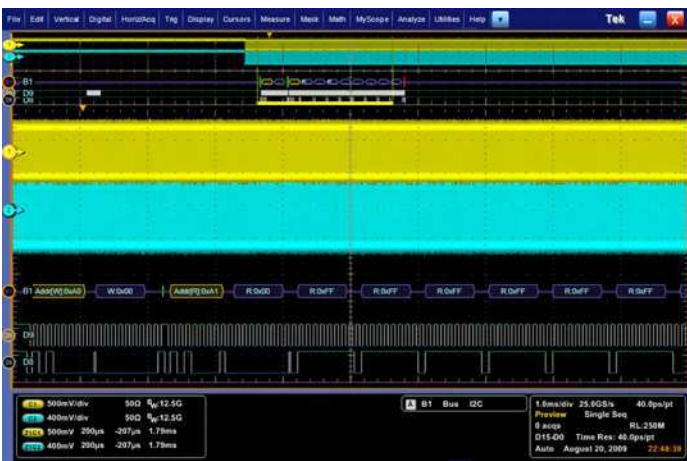 File Edit Vertical Digital Horiz/Acq Trig Display Cursors Measure Mask Math MyScope Analyze Utilities Help Tek X
B1
D9
D8
B1 Addr[W]:0xA0 W:0x00 Addr[R]:0xA1 R:0x00 R:0xFF R:0xFF R:0xFF R:0xFF R:0xFF R:0xFF
D9
D8
C1 500mV/div 50Ω BW:12.5G
C2 400mV/div 50Ω BW:12.5G
Z1C1 500mV 200µs -207µs 1.79ms
Z1C2 400mV 200µs -207µs 1.79ms
A B1 Bus I2C
1.0ms/div 25.0GS/s 40.0ps/pt
Preview Single Seq
0 acqs RL:250M
D15-D0 Time Res: 40.0ps/pt
Auto August 20, 2009 22:48:39